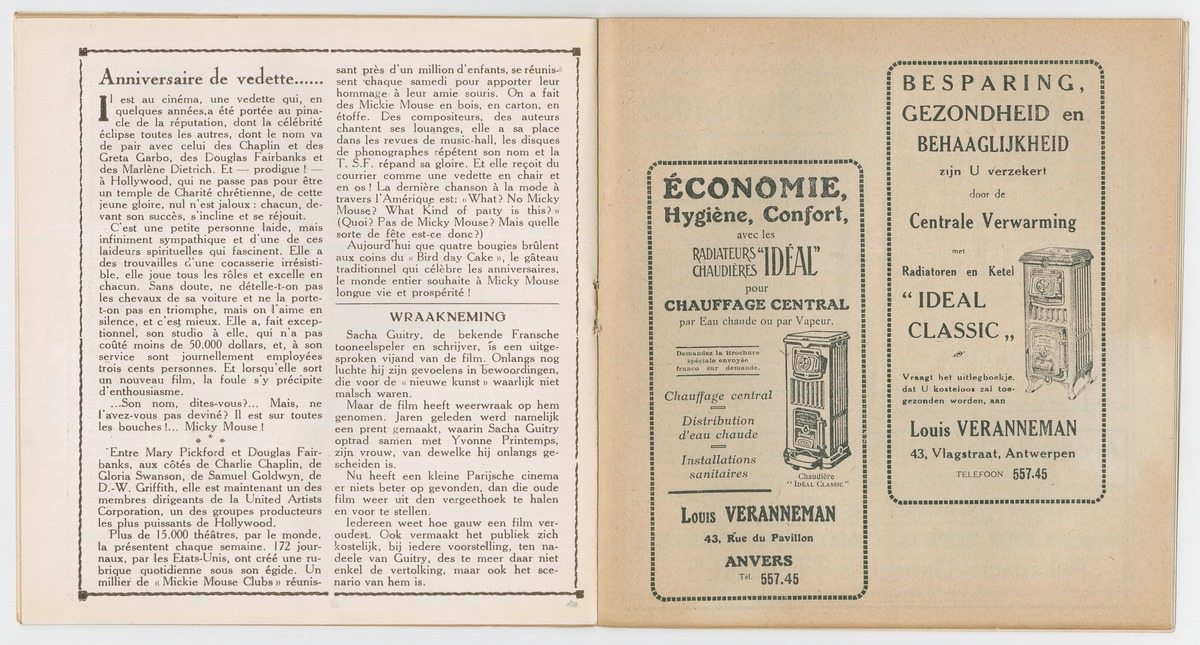 Anniversaire de vedette......
Il est au cinéma, une vedette qui, en
quelques années,a été portée au pina-
cle de la réputation, dont la célébrité
éclipse toutes les autres, dont le nom va
de pair avec celui des Chaplin et des
Greta Garbo, des Douglas Fairbanks et
des Marlène Dietrich. Et — prodigue ! —
à Hollywood, qui ne passe pas pour être
un temple de Charité chrétienne, de cette
jeune gloire, nul n'est jaloux : chacun, de-
vant son succès, s'incline et se réjouit.
C'est une petite personne laide, mais
infiniment sympathique et d'une de ces
laideurs spirituelles qui fascinent. Elle a
des trouvailles d'une cocasserie irrésisti-
ble, elle joue tous les rôles et excelle en
chacun. Sans doute, ne dételle-t-on pas
les chevaux de sa voiture et ne la porte-
t-on pas en triomphe, mais on l'aime en
silence, et c'est mieux. Elle a, fait excep-
tionnel, son studio à elle, qui n'a pas
coûté moins de 50.000 dollars, et, à son
service sont journellement employées
trois cents personnes. Et lorsqu'elle sort
un nouveau film, la foule s'y précipite
d'enthousiasme.
...Son nom, dites-vous?... Mais, ne
l'avez-vous pas deviné? Il est sur toutes
les bouches !... Micky Mouse !
* * *
Entre Mary Pickford et Douglas Fair-
banks, aux côtés de Charlie Chaplin, de
Gloria Swanson, de Samuel Goldwyn, de
D.-W. Griffith, elle est maintenant un des
membres dirigeants de la United Artists
Corporation, un des groupes producteurs
les plus puissants de Hollywood.
Plus de 15.000 théâtres, par le monde,
la présentent chaque semaine. 172 jour-
naux, par les Etats-Unis, ont créé une ru-
brique quotidienne sous son égide. Un
millier de « Mickie Mouse Clubs » réunis-
sant près d'un million d'enfants, se réunis-
sent chaque samedi pour apporter leur
hommage à leur amie souris. On a fait
des Mickie Mouse en bois, en carton, en
étoffe. Des compositeurs, des auteurs
chantent ses louanges, elle a sa place
dans les revues de music-hall, les disques
de phonographes répètent son nom et la
T. S.F. répand sa gloire. Et elle reçoit du
courrier comme une vedette en chair et
en os ! La dernière chanson à la mode à
travers l'Amérique est: «What? No Micky
Mouse? What Kind of party is this?»
(Quoi? Pas de Micky Mouse? Mais quelle
sorte de fête est-ce donc?)
Aujourd'hui que quatre bougies brûlent
aux coins du « Bird day Cake », le gâteau
traditionnel qui célèbre les anniversaires,
le monde entier souhaite à Micky Mouse
longue vie et prospérité !
WRAAKNEMING
Sacha Guitry, de bekende Fransche
tooneelspeler en schrijver, is een uitge-
sproken vijand van de film. Onlangs nog
luchte hij zijn gevoelens in bewoordingen,
die voor de « nieuwe kunst » waarlijk niet
malsch waren.
Maar de film heeft weerwraak op hem
genomen. Jaren geleden werd namelijk
een prent gemaakt, waarin Sacha Guitry
optrad samen met Yvonne Printemps,
zijn vrouw, van dewelke hij onlangs ge-
scheiden is.
Nu heeft een kleine Parijsche cinema
er niets beter op gevonden, dan die oude
film weer uit den vergeethoek te halen
en voor te stellen.
Iedereen weet hoe gauw een film ver-
oudert. Ook vermaakt het publiek zich
kostelijk, bij iedere voorstelling, ten na-
deele van Guitry, des te meer daar niet
enkel de vertolking, maar ook het sce-
nario van hem is.
ÉCONOMIE,
Hygiène, Confort,
avec les
RADIATEURS
CHAUDIÈRES "IDÉAL"
pour
CHAUFFAGE CENTRAL
par Eau chaude ou par Vapeur.
Demandez la Brochure
spéciale envoyée
franco sur demande.
Chauffage central
Distribution
d'eau chaude
Installations
sanitaires
Chaudière
"IDÉAL CLASSIC"
LOUIS VERANNEMAN
43, Rue du Pavillon
ANVERS
Tél. 557.45
BESPARING,
GEZONDHEID en
BEHAAGLIJKHEID
zijn U verzekert
door de
Centrale Verwarming
met
Radiatoren en Ketel
"IDEAL
CLASSIC„
Vraagt het uitlegboekje,
dat U kosteloos zal toe-
gezonden worden, aan
Louis VERANNEMAN
43, Vlagstraat, Antwerpen
TELEFOON 557.45